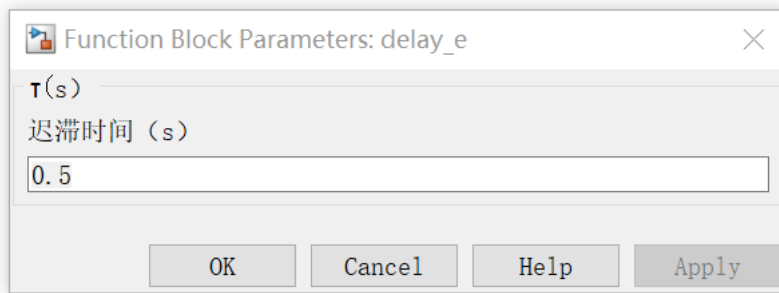 Function Block Parameters: delay_e
T(s)
迟滞时间（s）
0.5
OK Cancel Help Apply